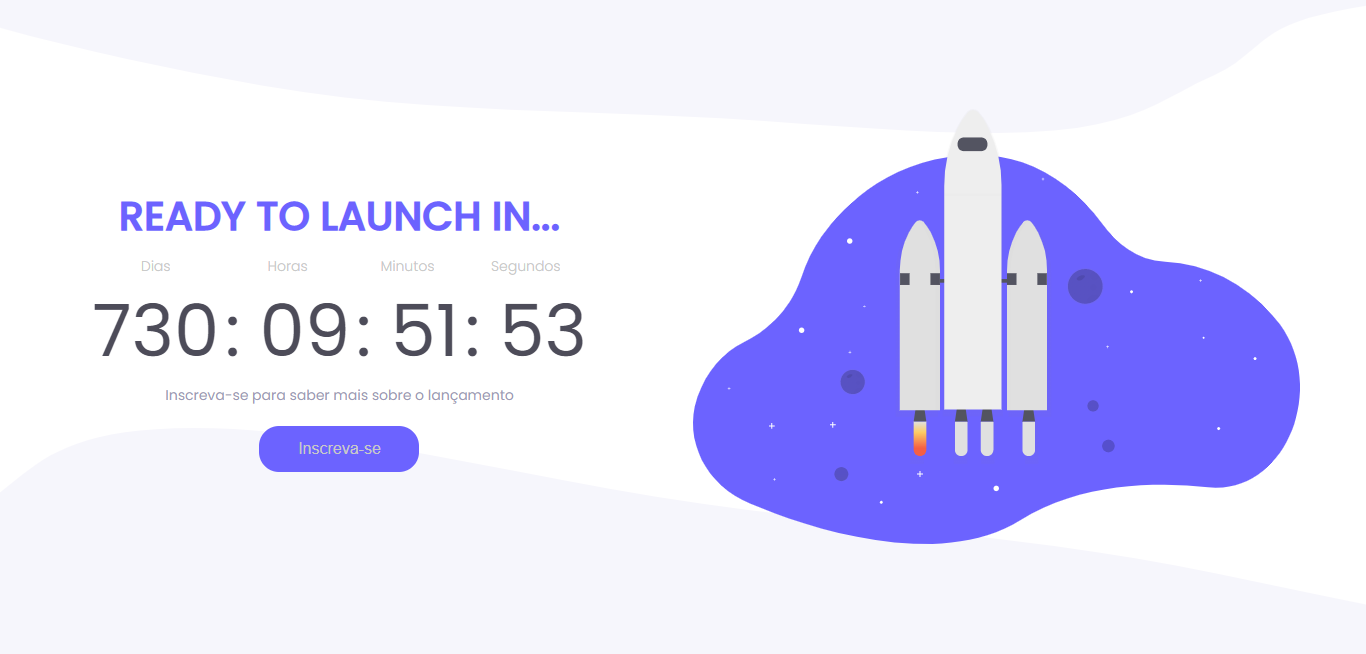 READY TO LAUNCH IN...
Dias Horas Minutos Segundos
730: 09: 51: 53
Inscreva-se para saber mais sobre o lançamento
Inscreva-se